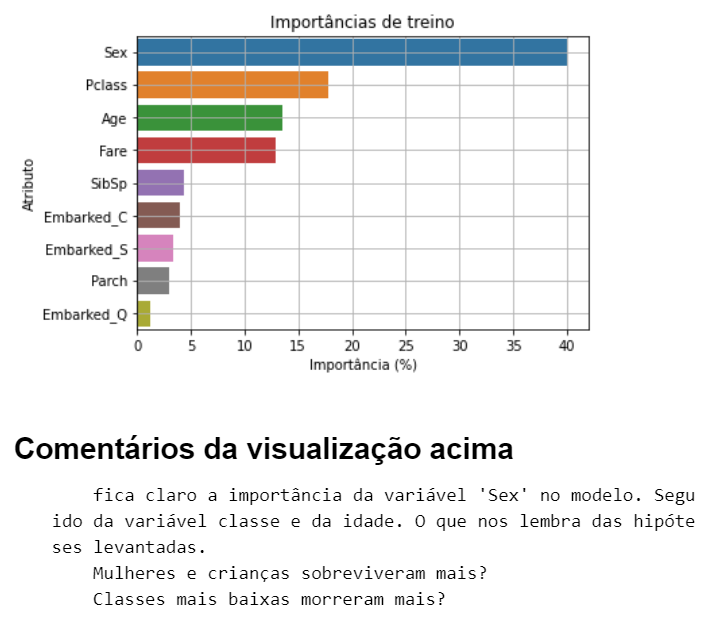 Importâncias de treino
Sex
Pclass
Age
Fare
SibSp
Embarked_C
Embarked_S
Parch
Embarked_Q
Atributo
0 5 10 15 20 25 30 35 40
Importância (%)
Comentários da visualização acima
fica claro a importância da variável 'Sex' no modelo. Segu
ido da variável classe e da idade. O que nos lembra das hipóte
ses levantadas.
Mulheres e crianças sobreviveram mais?
Classes mais baixas morreram mais?